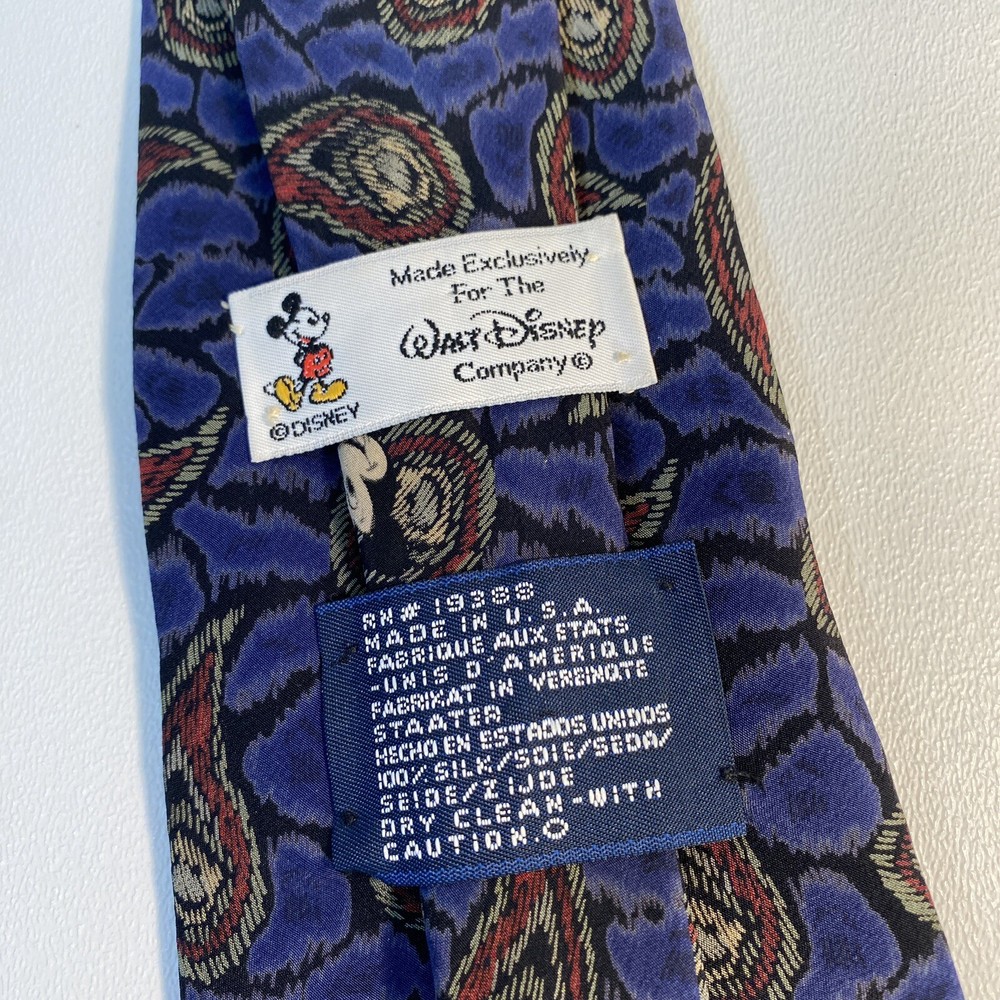 Made Exclusively
For The
WALT DISNEY
Company ©
© DISNEY
RN# 19388
MADE IN U.S.A.
FABRIQUE AUX ETATS
-UNIS D'AMERIQUE
FABRIKAT IN VEREINGTE
STAATER
HECHO EN ESTADOS UNIDOS
100/SILK/SOIE/SEDA/
SEIDE/ZIJDE
DRY CLEAN-WITH
CAUTION.